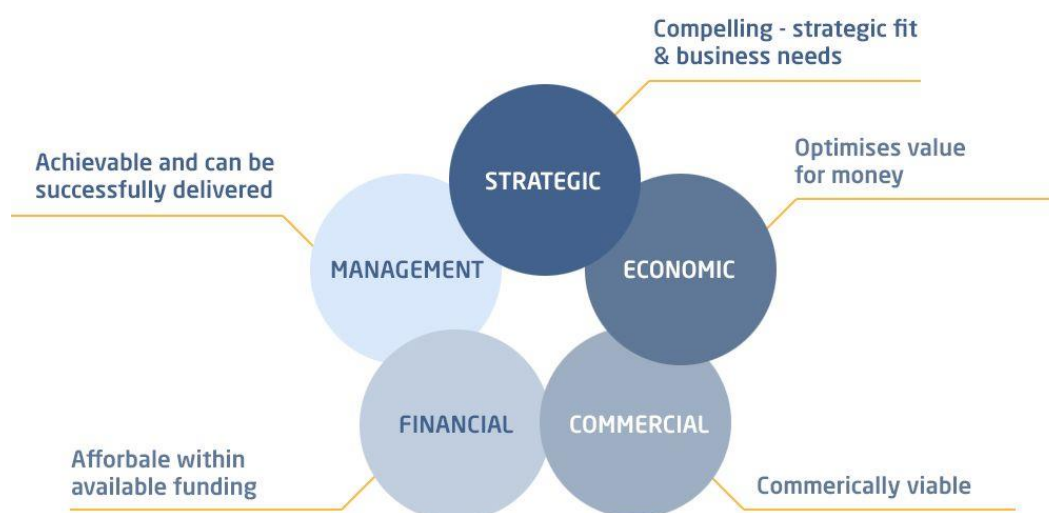 Compelling - strategic fit
& business needs
Achievable and can be
successfully delivered
Optimises value
for money
STRATEGIC
MANAGEMENT
ECONOMIC
FINANCIAL
COMMERCIAL
Afforbale within
available funding
Commerically viable